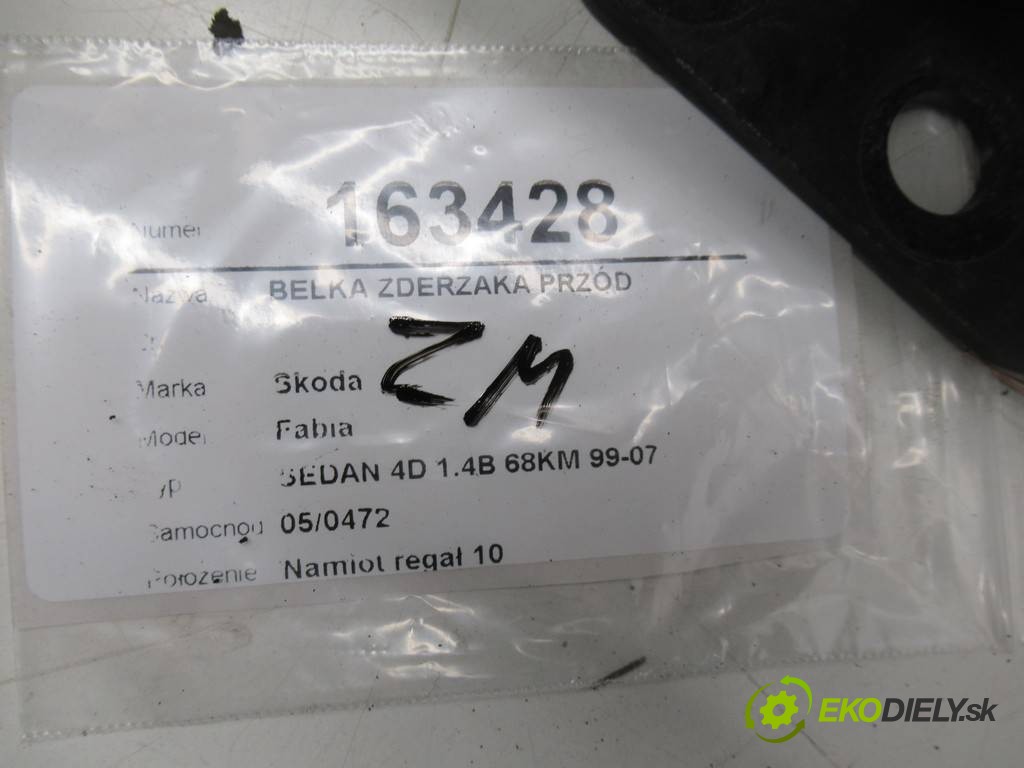 Numer 163428
Nazwa BELKA ZDERZAKA PRZÓD
ZM
Marka Skoda
Model Fabia
Typ SEDAN 4D 1.4B 68KM 99-07
Samochód 05/0472
Położenie Namiot regał 10
EKODIELY.sk